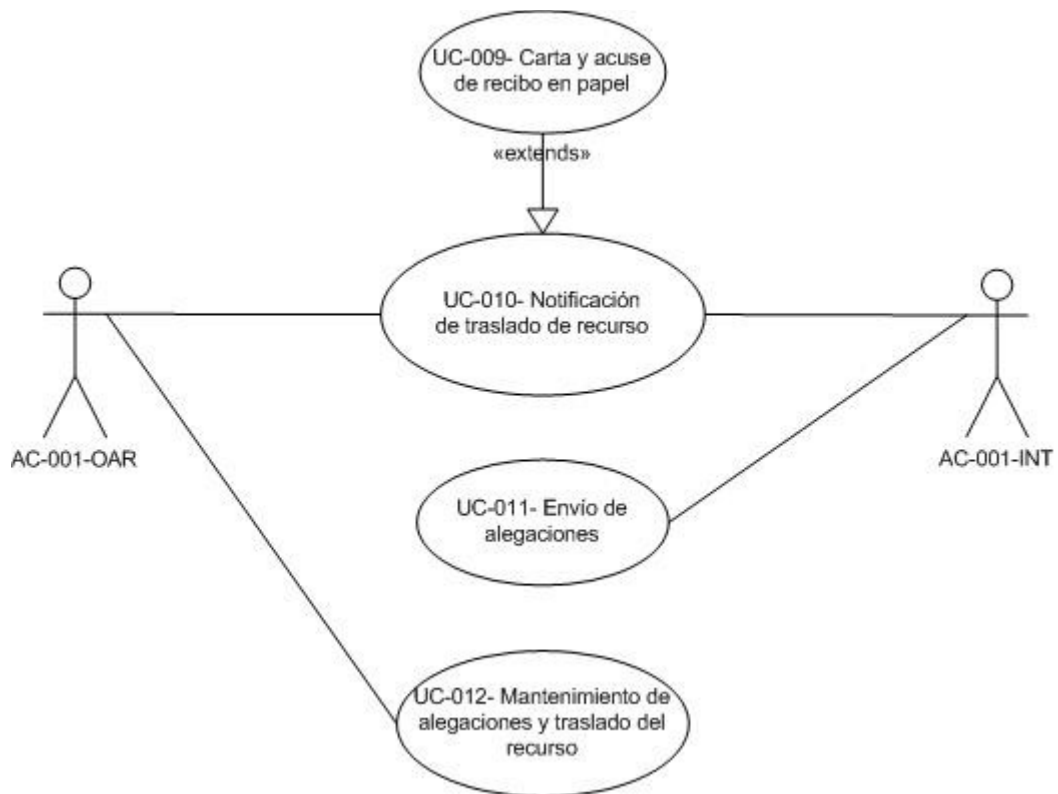 UC-009- Carta y acuse
de recibo en papel
«extends»
UC-010- Notificación
de traslado de recurso
AC-001-OAR
AC-001-INT
UC-011- Envío de
alegaciones
UC-012- Mantenimiento de
alegaciones y traslado del
recurso